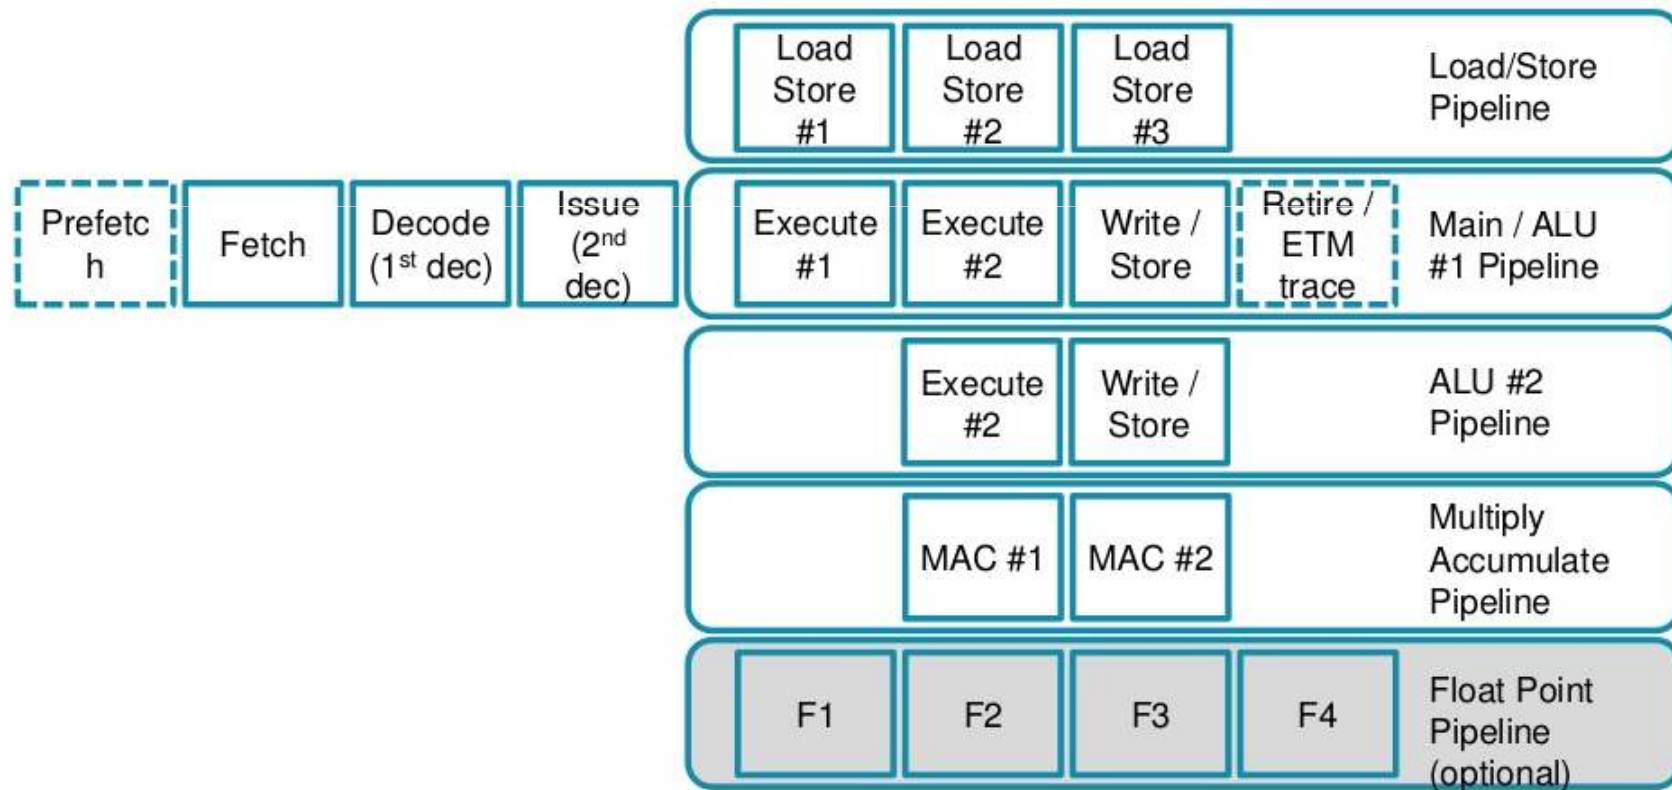 Load
Store
#1
Load
Store
#2
Load
Store
#3
Load/Store
Pipeline
Prefetc
h
Fetch
Decode
(1st dec)
Issue
(2nd
dec)
Execute
#1
Execute
#2
Write /
Store
Retire /
ETM
trace
Main / ALU
#1 Pipeline
Execute
#2
Write /
Store
ALU #2
Pipeline
MAC #1
MAC #2
Multiply
Accumulate
Pipeline
F1
F2
F3
F4
Float Point
Pipeline
(optional)